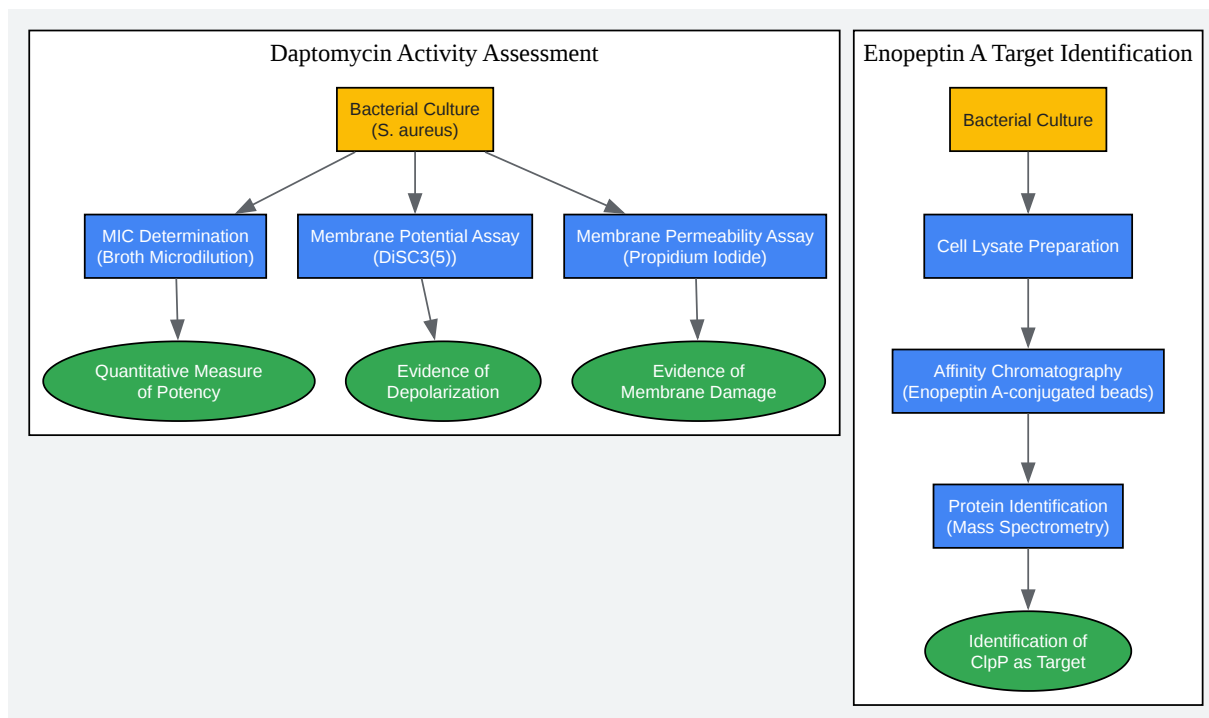 Daptomycin Activity Assessment
Bacterial Culture
(S. aureus)
MIC Determination
(Broth Microdilution)
Membrane Potential Assay
(DiSC3(5))
Membrane Permeability Assay
(Propidium Iodide)
Quantitative Measure
of Potency
Evidence of
Depolarization
Evidence of
Membrane Damage
Enopeptin A Target Identification
Bacterial Culture
Cell Lysate Preparation
Affinity Chromatography
(Enopeptin A-conjugated beads)
Protein Identification
(Mass Spectrometry)
Identification of
ClpP as Target